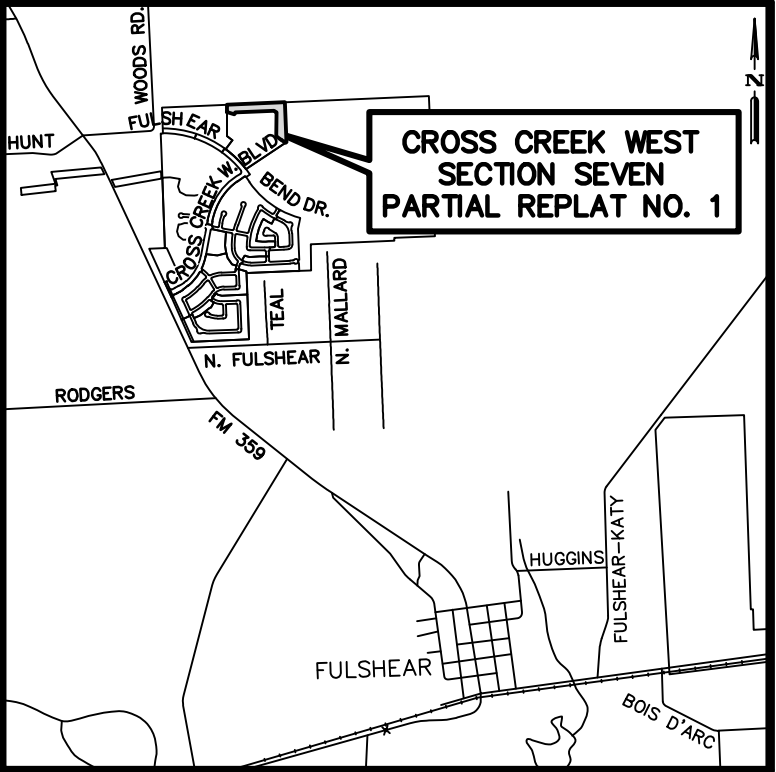 WOODS RD.
N
FULSHEAR
HUNT
CROSS CREEK W. BLVD
BEND DR.
CROSS CREEK WEST
SECTION SEVEN
PARTIAL REPLAT NO. 1
TEAL
N. MALLARD
N. FULSHEAR
RODGERS
FM 359
HUGGINS
FULSHEAR-KATY
FULSHEAR
BOIS D'ARC